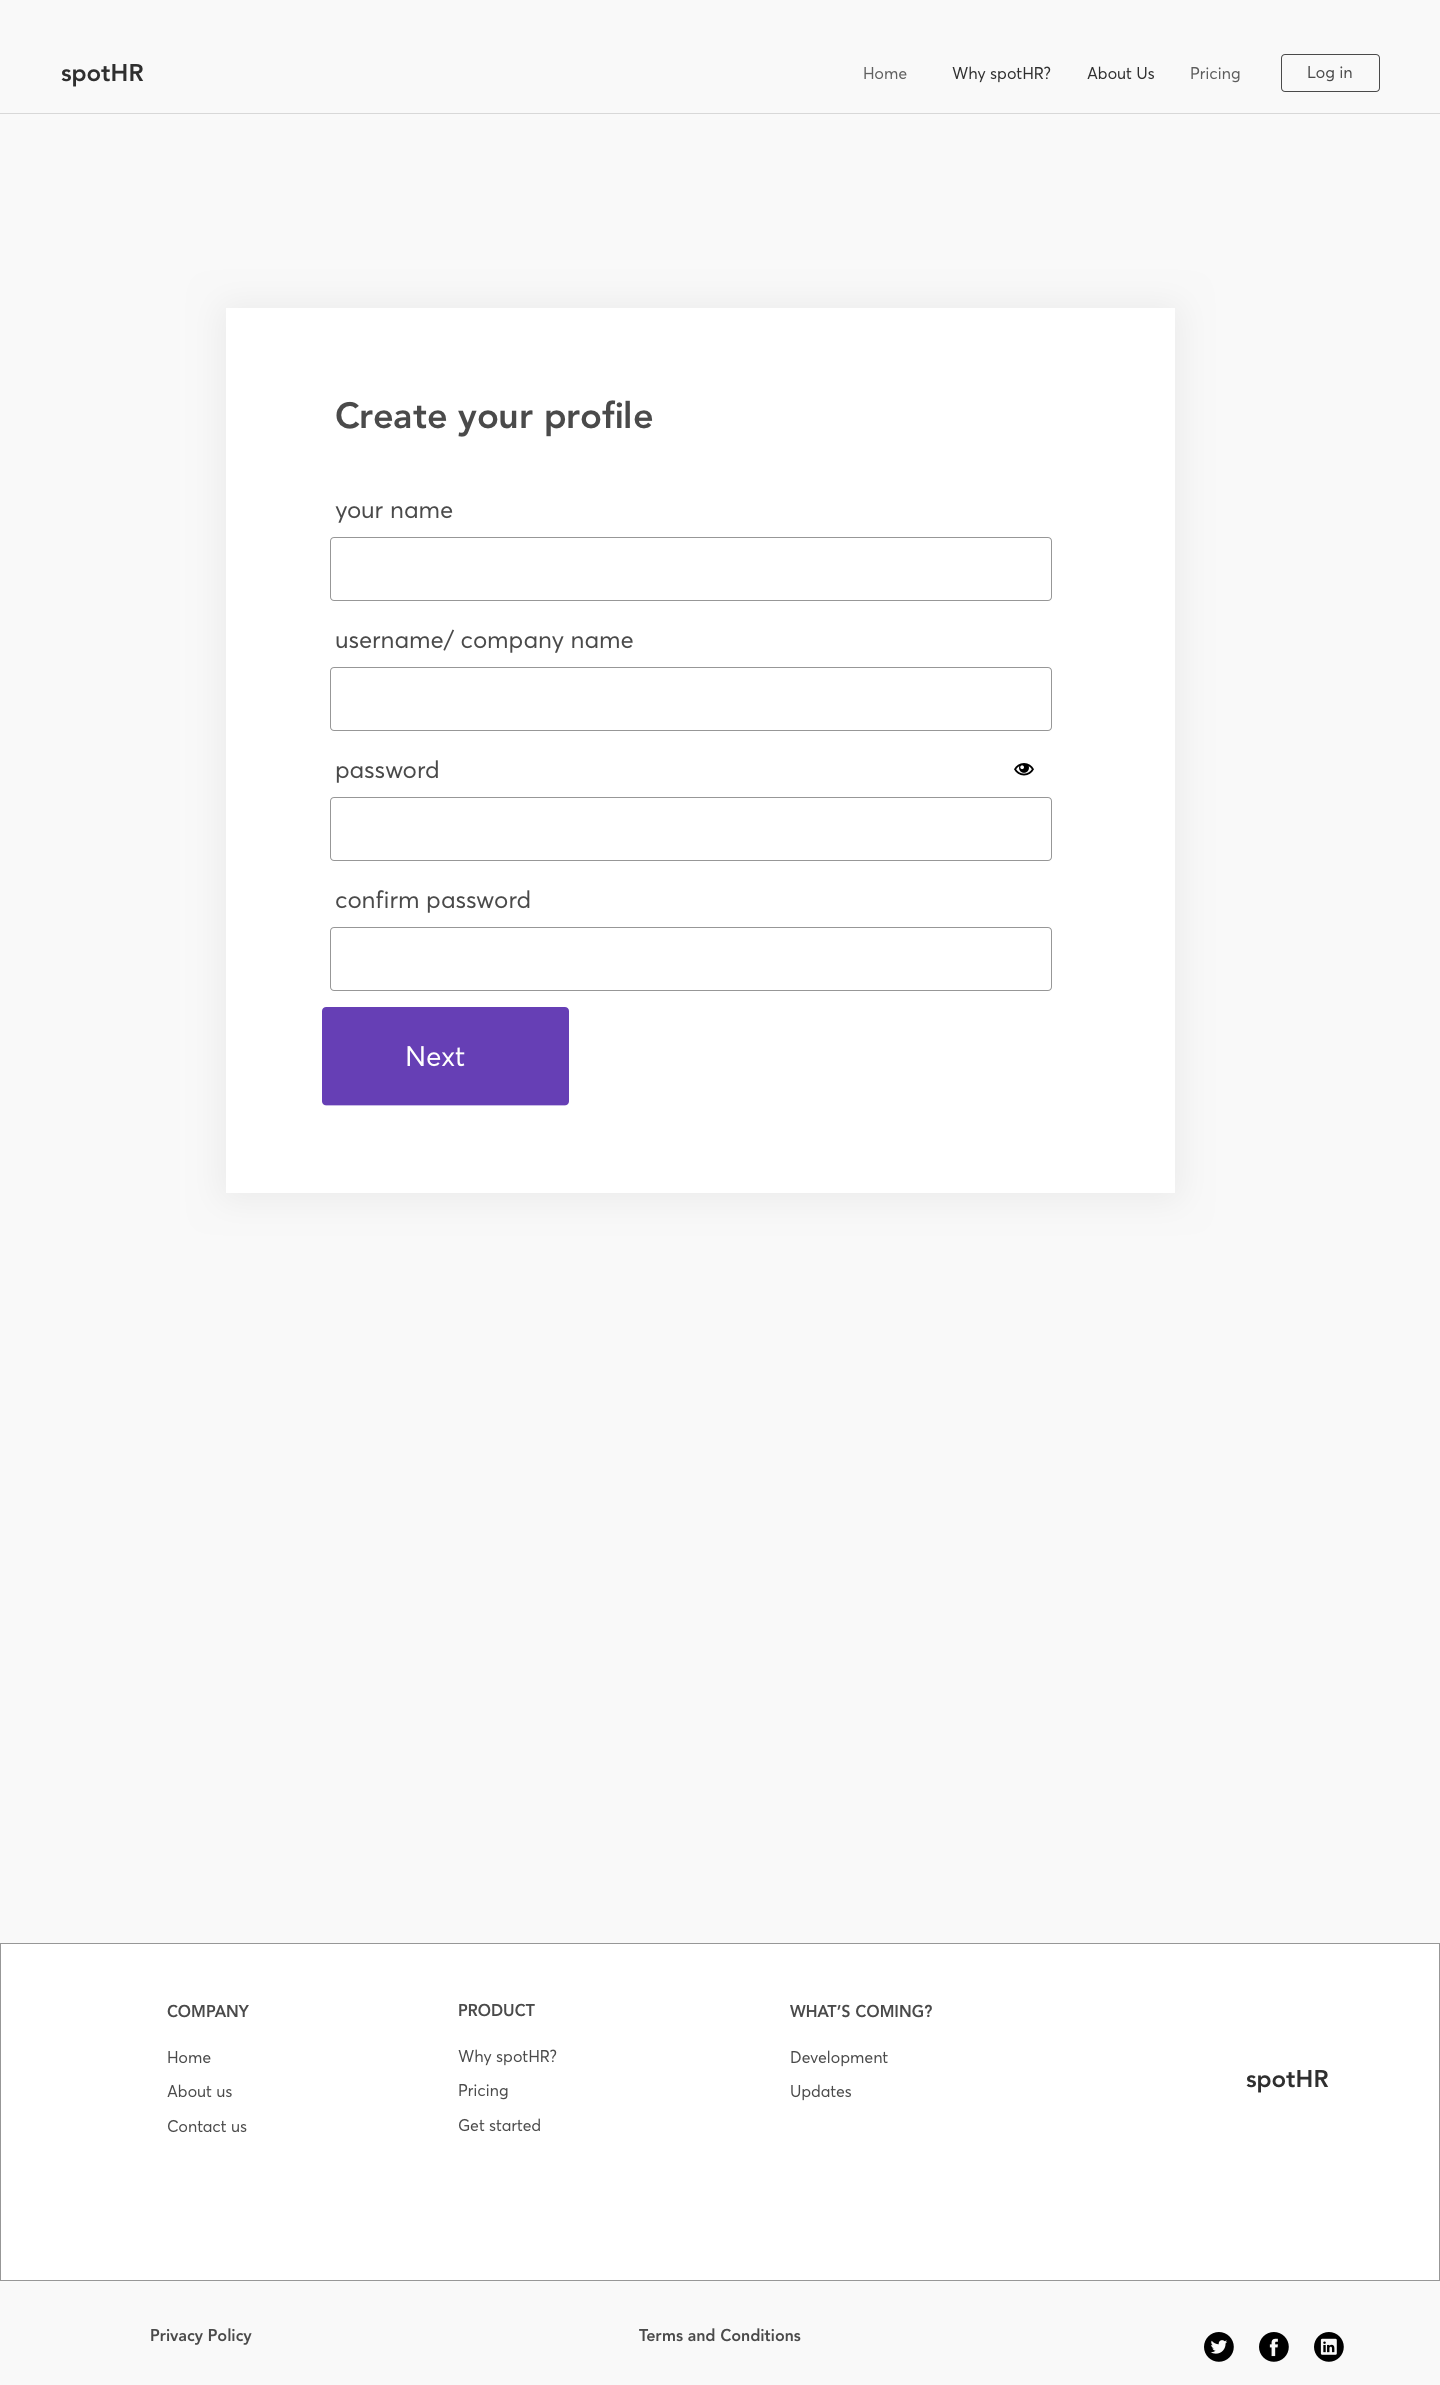 spotHR
Home
Why spotHR?
About Us
Pricing
Log in
Create your profile
your name
username/ company name
password
confirm password
Next
COMPANY
Home
About us
Contact us
PRODUCT
Why spotHR?
Pricing
Get started
WHAT'S COMING?
Development
Updates
spotHR
Privacy Policy
Terms and Conditions